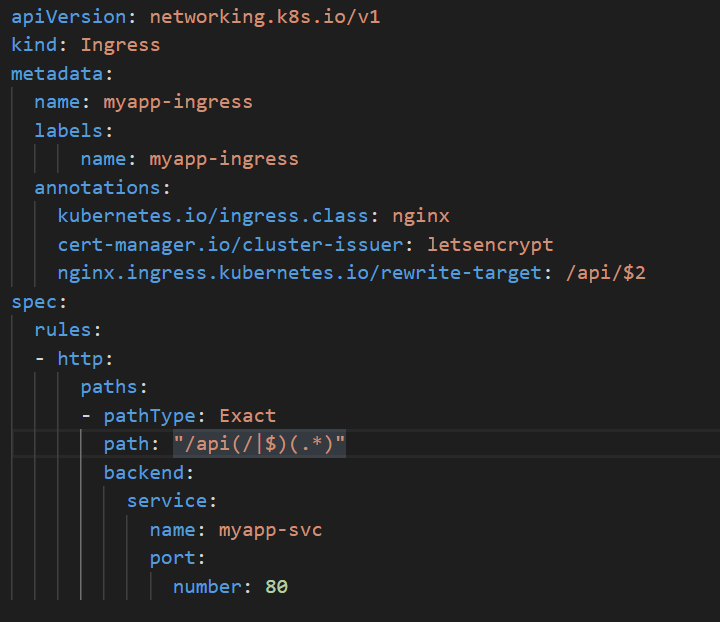 apiVersion: networking.k8s.io/v1
kind: Ingress
metadata:
  name: myapp-ingress
  labels:
      name: myapp-ingress
  annotations:
    kubernetes.io/ingress.class: nginx
    cert-manager.io/cluster-issuer: letsencrypt
    nginx.ingress.kubernetes.io/rewrite-target: /api/$2
spec:
  rules:
  - http:
      paths:
      - pathType: Exact
        path: "/api(/|$)(.*)"
        backend:
          service:
            name: myapp-svc
            port:
              number: 80